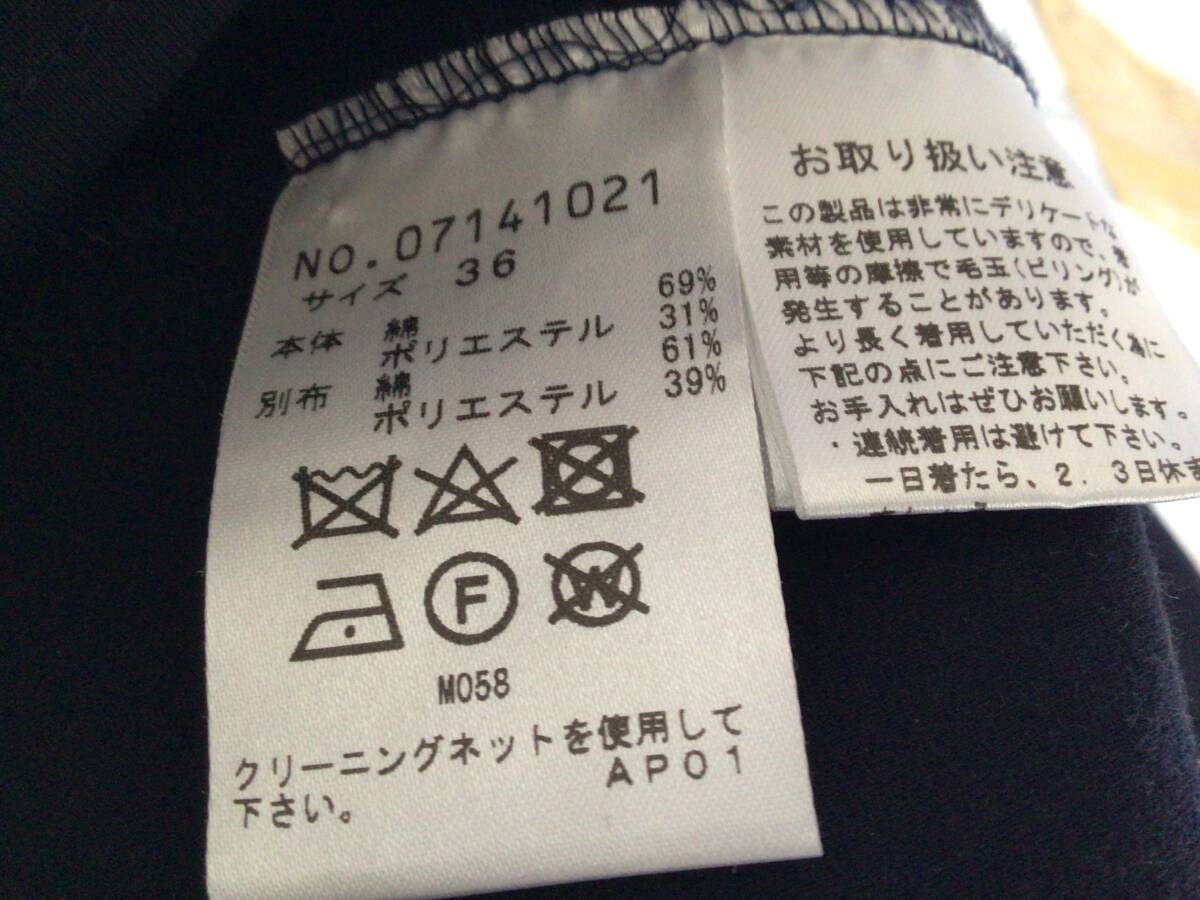 NO.07141021
サイズ 36
本体 綿 69%
ポリエステル 31%
別布 綿 61%
ポリエステル 39%
F
W
M058
クリーニングネットを使用して
下さい。
AP01
お取り扱い注意
この製品は非常にデリケートな
素材を使用していますので、着
用等の摩擦で毛玉(ピリング)が
発生することがあります。
より長く着用していただく為に
下記の点にご注意下さい。
お手入れはぜひお願いします。
・連続着用は避けて下さい。
一日着たら、2.3日休ま